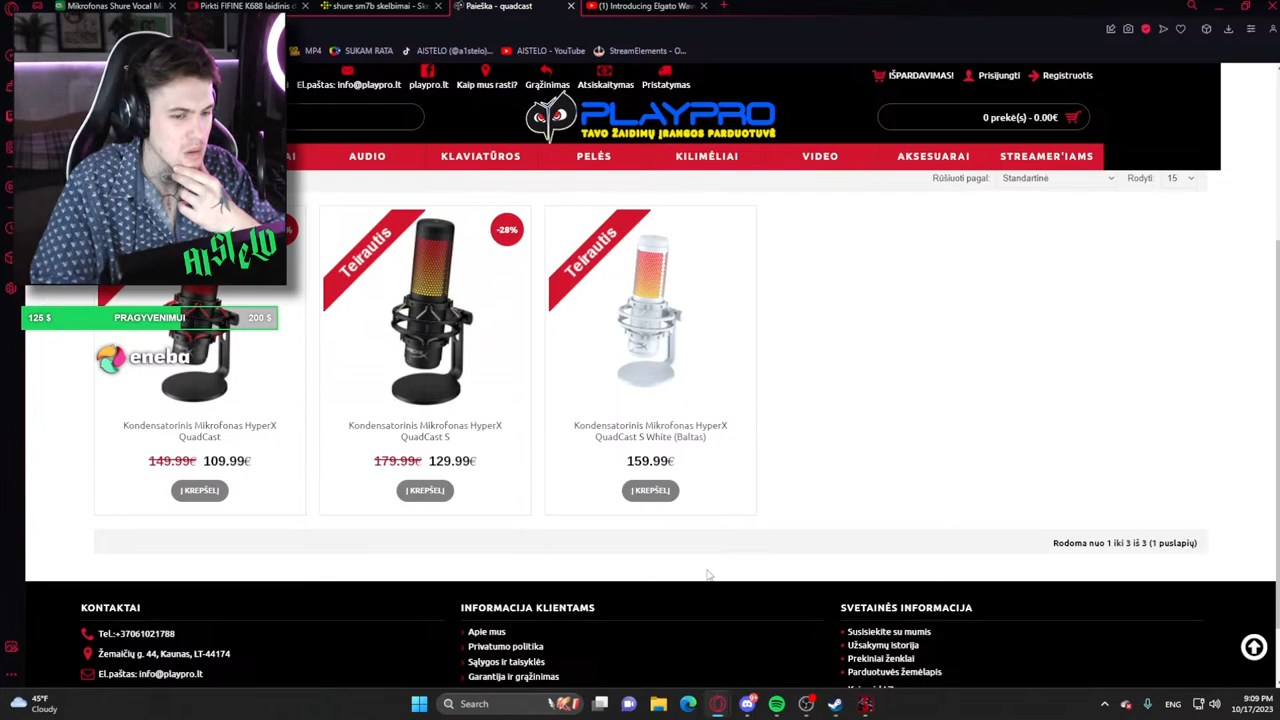 Mikrofonas Shure Vocal Mi
Pirkti FIFINE K688 laidinis d
shure sm7b skelbimai - Ske
Paieška - quadcast
(1) Introducing Elgato Wav
MP4
SUKAM RATA
AISTELO (@a1stelo)...
AISTELO - YouTube
StreamElements - O...
El.paštas: info@playpro.lt
playpro.lt
Kaip mus rasti?
Grąžinimas
Atsiskaitymas
Pristatymas
IŠPARDAVIMAS!
Prisijungti
Registruotis
PLAYPRO
TAVO ŽAIDIMŲ ĮRANGOS PARDUOTUVĖ
0 prekė(s) - 0.00€
AUDIO
KLAVIATŪROS
PELĖS
KILIMĖLIAI
VIDEO
AKSESUARAI
STREAMER'IAMS
Rūšiuoti pagal:
Standartinė
Rodyti:
15
Teirautis
-28%
Teirautis
AISTELO
125 $
PRAGYVENIMUI
200 $
eneba
Kondensatorinis Mikrofonas HyperX
QuadCast
149.99€ 109.99€
Į KREPŠELĮ
Kondensatorinis Mikrofonas HyperX
QuadCast S
179.99€ 129.99€
Į KREPŠELĮ
Kondensatorinis Mikrofonas HyperX
QuadCast S White (Baltas)
159.99€
Į KREPŠELĮ
Rodoma nuo 1 iki 3 iš 3 (1 puslapių)
KONTAKTAI
Tel.:+37061021788
Žemaičių g. 44, Kaunas, LT-44174
El.paštas: info@playpro.lt
INFORMACIJA KLIENTAMS
Apie mus
Privatumo politika
Sąlygos ir taisyklės
Garantija ir grąžinimas
SVETAINĖS INFORMACIJA
Susisiekite su mumis
Užsakymų istorija
Prekiniai ženklai
Parduotuvės žemėlapis
45°F
Cloudy
Search
ENG
9:09 PM
10/17/2023